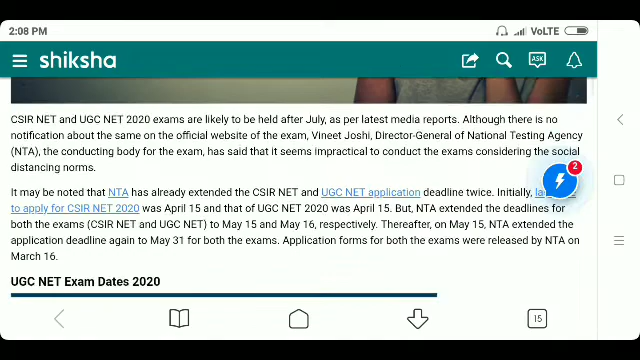 2:08 PM VoLTE
shiksha ASK
CSIR NET and UGC NET 2020 exams are likely to be held after July, as per latest media reports. Although there is no
notification about the same on the official website of the exam, Vineet Joshi, Director-General of National Testing Agency
(NTA), the conducting body for the exam, has said that it seems impractical to conduct the exams considering the social
distancing norms.
2
It may be noted that NTA has already extended the CSIR NET and UGC NET application deadline twice. Initially,
to apply for CSIR NET 2020 was April 15 and that of UGC NET 2020 was April 15. But, NTA extended the deadlines for
both the exams (CSIR NET and UGC NET) to May 15 and May 16, respectively. Thereafter, on May 15, NTA extended the
application deadline again to May 31 for both the exams. Application forms for both the exams were released by NTA on
March 16.
UGC NET Exam Dates 2020
15